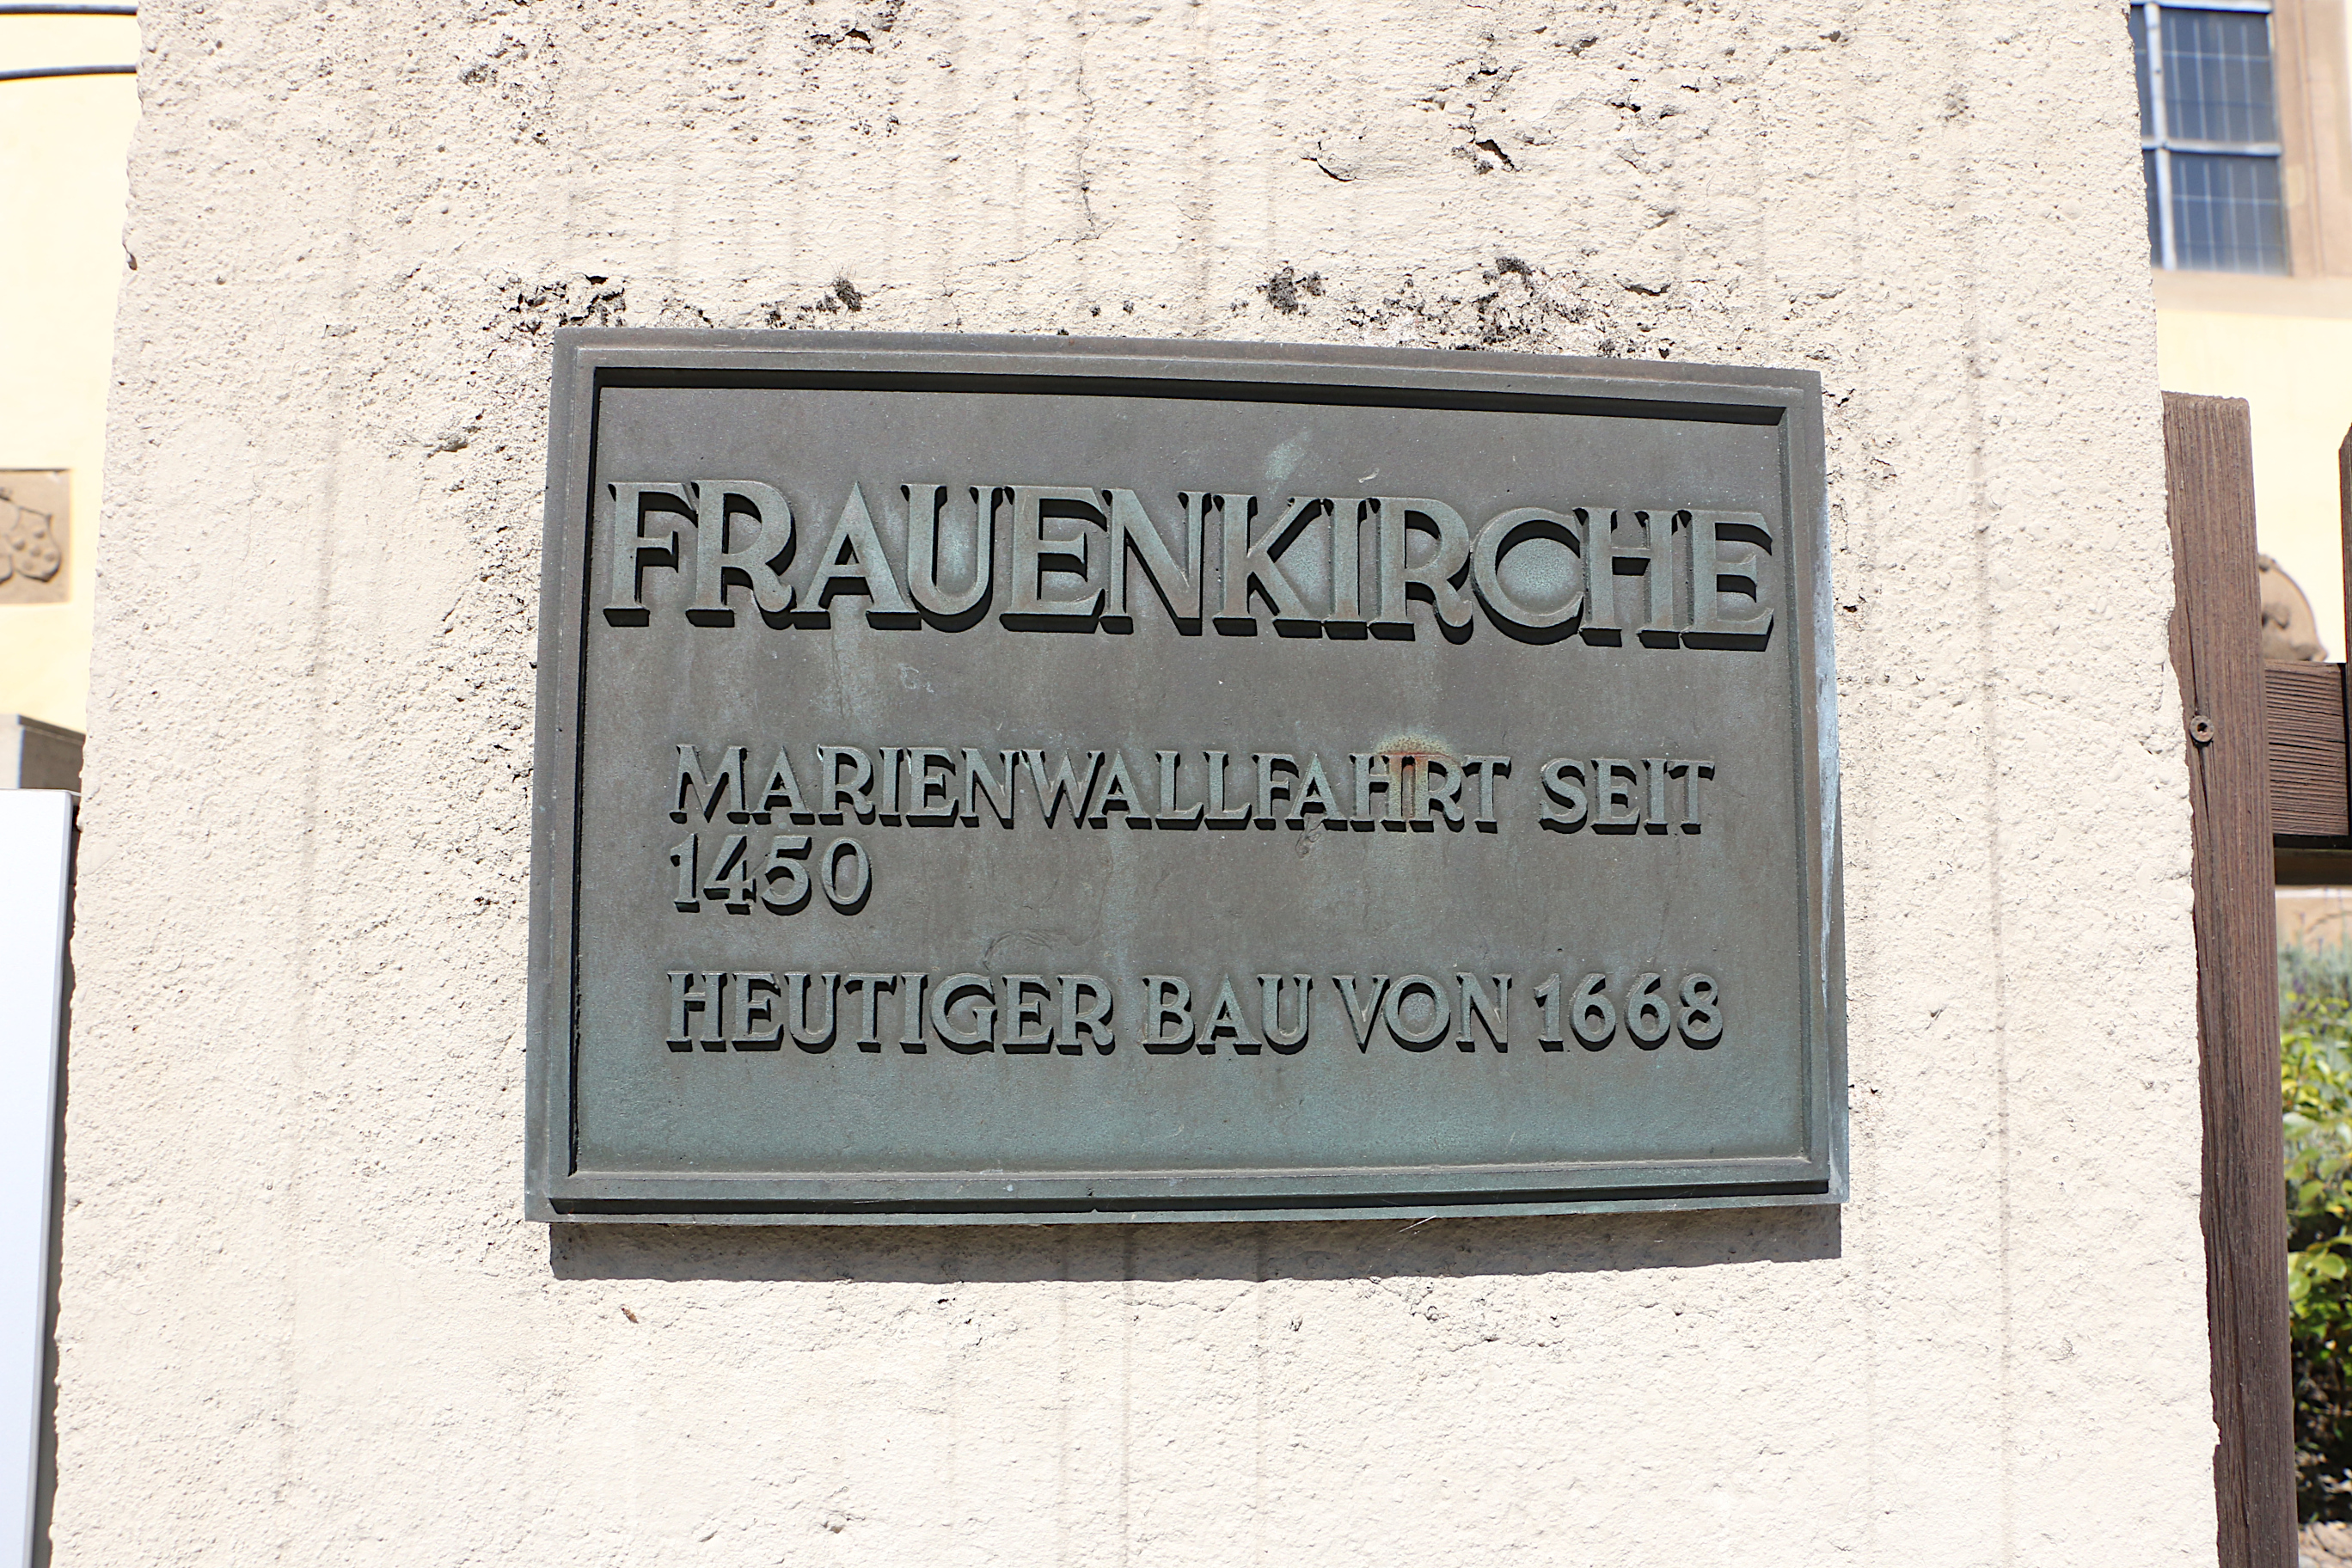 FRAUENKIRCHE
MARIENWALLFAHRT SEIT
1450
HEUTIGER BAU VON 1668